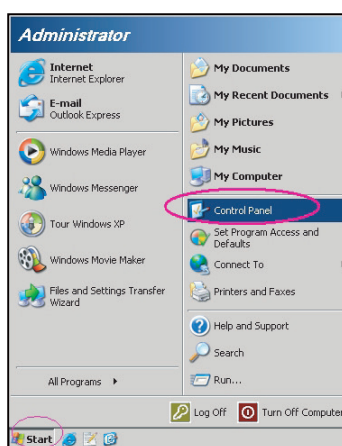 Administrator
Internet
Internet Explorer
E-mail
Outlook Express
Windows Media Player
Windows Messenger
Tour Windows XP
Windows Movie Maker
Files and Settings Transfer
Wizard
All Programs
My Documents
My Recent Documents
My Pictures
My Music
My Computer
Control Panel
Set Program Access and
Defaults
Connect To
Printers and Faxes
Help and Support
Search
Run...
Log Off
Turn Off Computer
Start